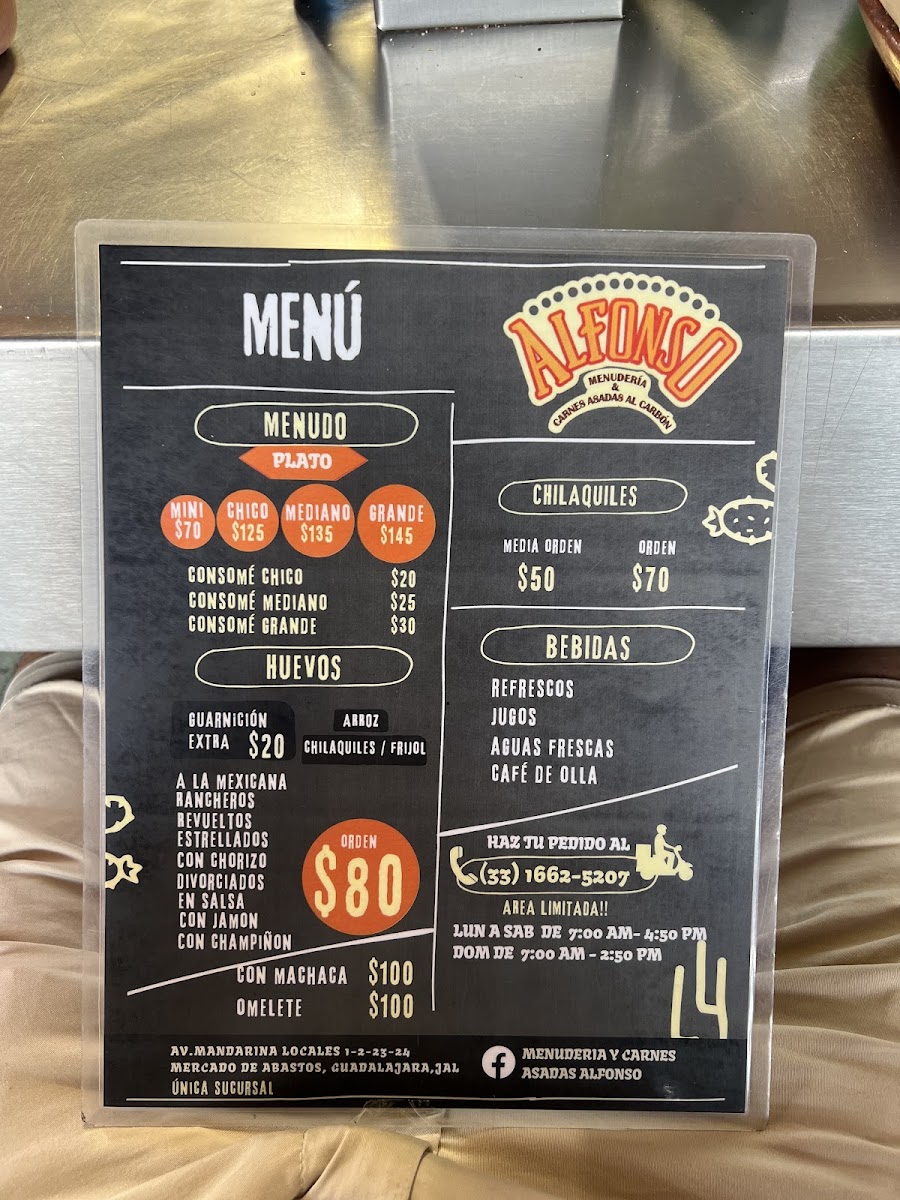 MENÚ
ALFONSO
MENUDERÍA
&
CARNES ASADAS AL CARBÓN
MENUDO
PLATO
MINI
$70
CHICO
$125
MEDIANO
$135
GRANDE
$145
CONSOMÉ CHICO $20
CONSOMÉ MEDIANO $25
CONSOMÉ GRANDE $30
HUEVOS
GUARNICIÓN
EXTRA $20
ARROZ
CHILAQUILES / FRIJOL
A LA MEXICANA
RANCHEROS
REVUELTOS
ESTRELLADOS
CON CHORIZO
DIVORCIADOS
EN SALSA
CON JAMON
CON CHAMPIÑON
ORDEN
$80
CON MACHACA $100
OMELETE $100
CHILAQUILES
MEDIA ORDEN ORDEN
$50 $70
BEBIDAS
REFRESCOS
JUGOS
AGUAS FRESCAS
CAFÉ DE OLLA
HAZ TU PEDIDO AL
(33) 1662-5207
AREA LIMITADA!!
LUN A SAB DE 7:00 AM- 4:50 PM
DOM DE 7:00 AM - 2:50 PM
AV.MANDARINA LOCALES 1-2-23-24
MERCADO DE ABASTOS, GUADALAJARA,JAL
ÚNICA SUCURSAL
MENUDERIA Y CARNES
ASADAS ALFONSO